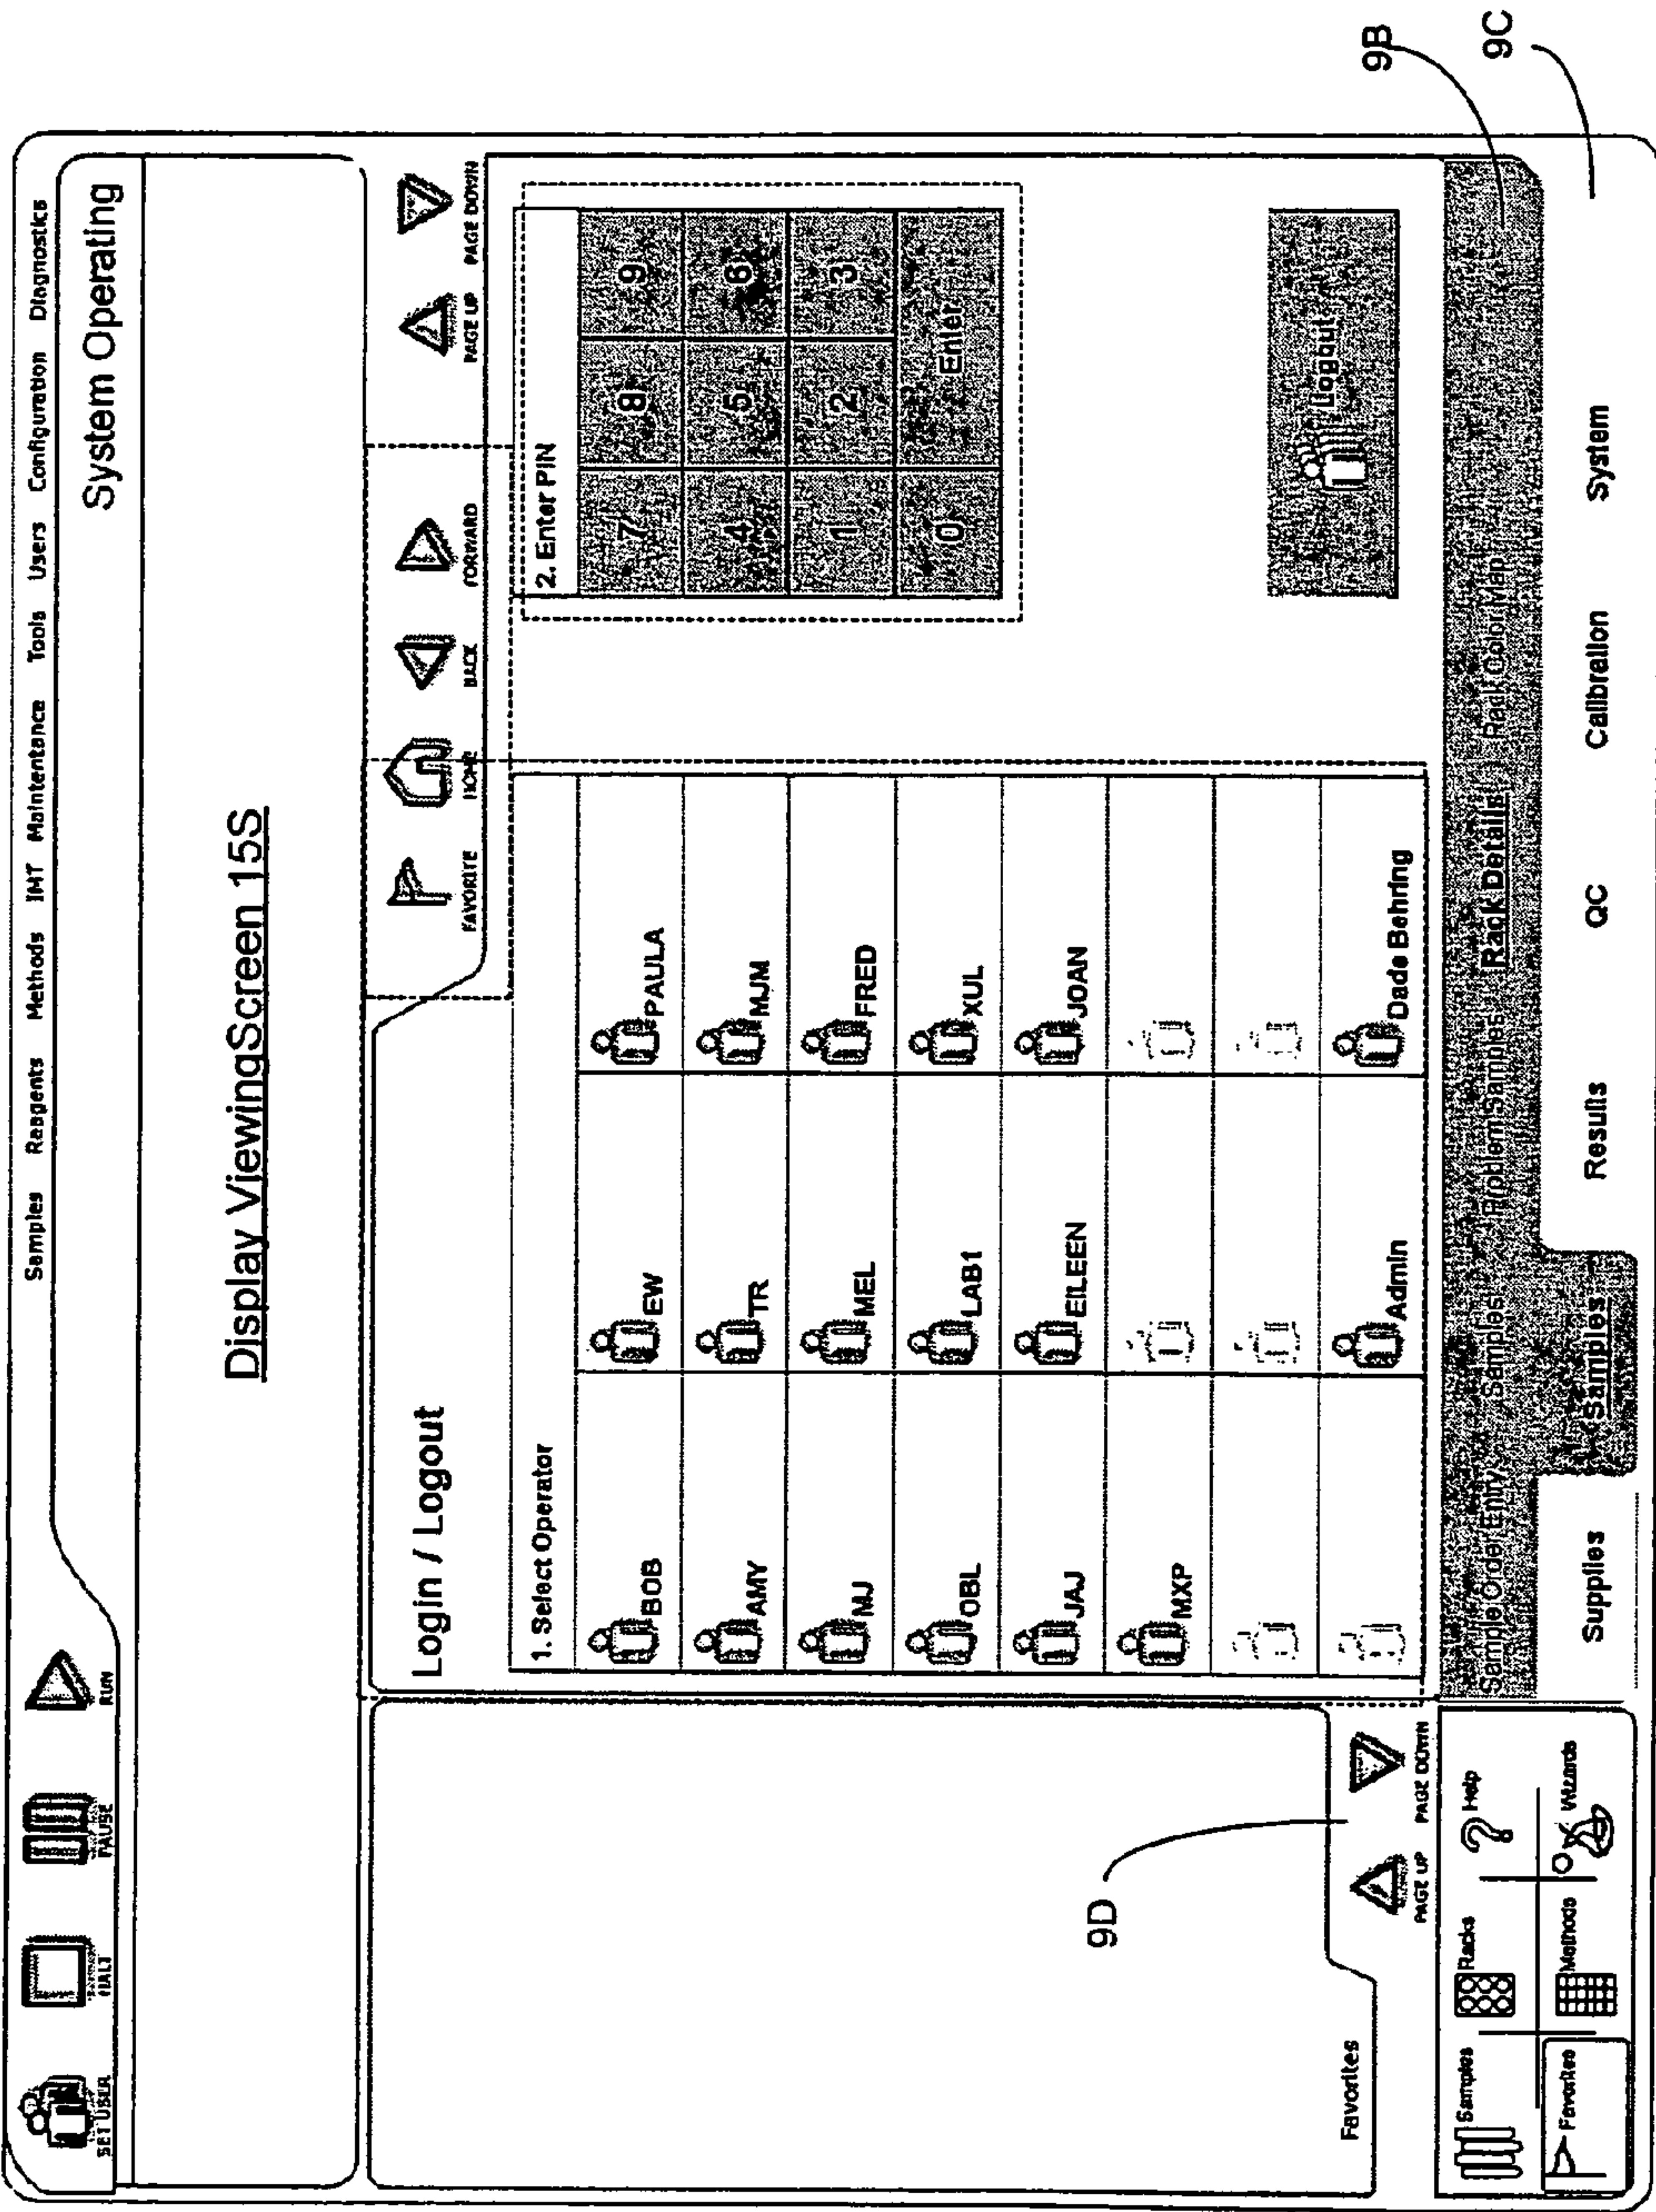 Samples Reagents Methods IMT Maintentance Tools Users Configuration Diagnostics
SET USER HALT PAUSE RUN
System Operating
Display ViewingScreen 15S
FAVORITE HOME BACK FORWARD PAGE UP PAGE DOWN
Login / Logout
1. Select Operator
BOB EW PAULA
AMY TR MJM
MJ MEL FRED
OBL LAB1 XUL
JAJ EILEEN JOAN
MXP
Admin Dade Behring
2. Enter PIN
7 8 9
4 5 6
1 2 3
0 Enter
Logout
9D
Favorites
PAGE UP PAGE DOWN
Samples Racks Help
Favorites Methods Wizards
Sample Order Entry Samples Problem Samples Rack Details Rack Color Map
Supplies Samples Results QC Calibration System
9B
9C